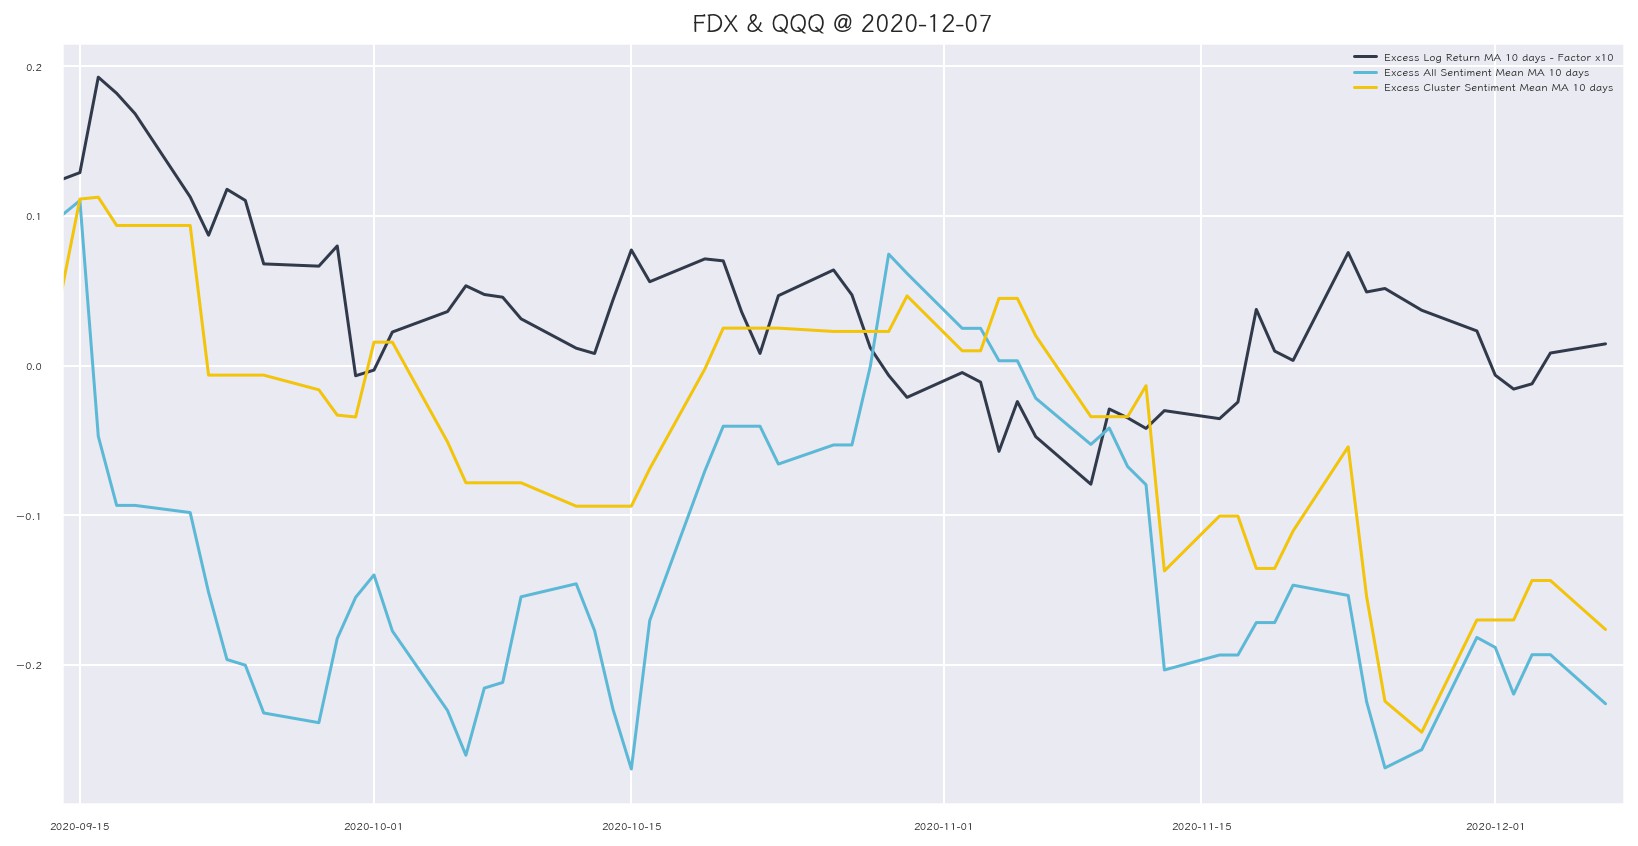 FDX & QQQ @ 2020-12-07
Excess Log Return MA 10 days - Factor x10
Excess All Sentiment Mean MA 10 days
Excess Cluster Sentiment Mean MA 10 days
0.2
0.1
0.0
−0.1
−0.2
2020-09-15 2020-10-01 2020-10-15 2020-11-01 2020-11-15 2020-12-01